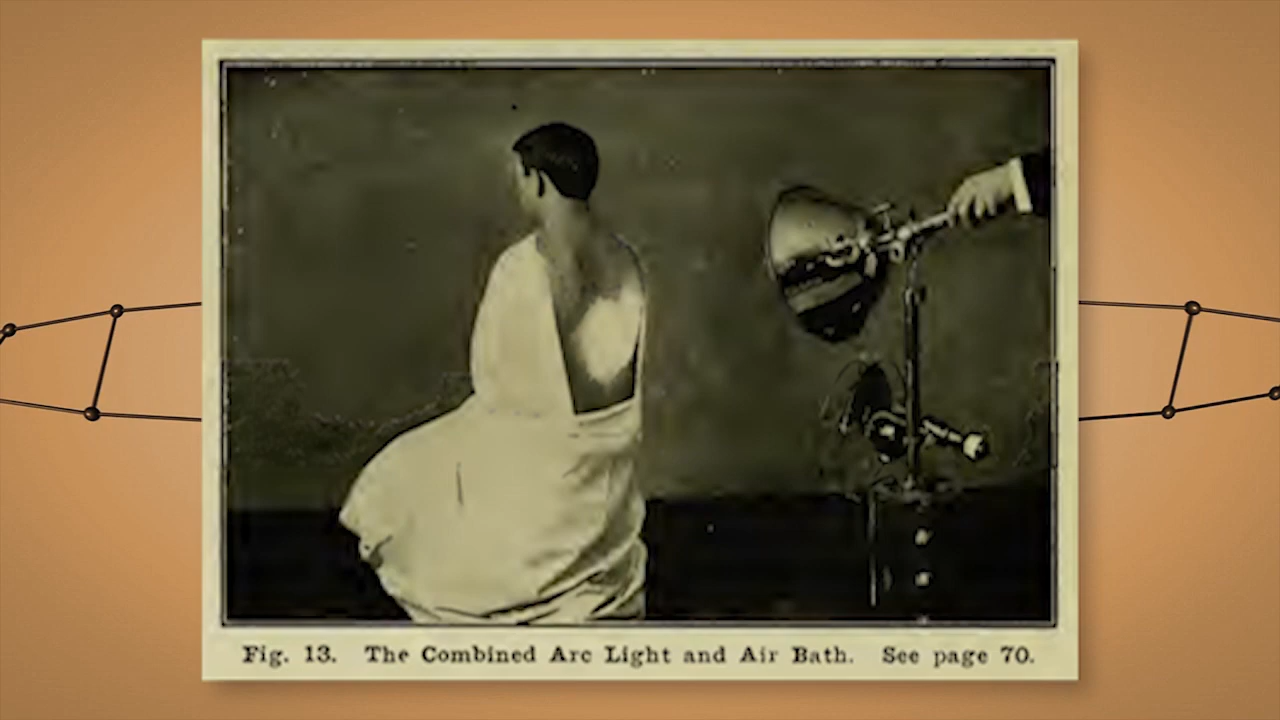 Fig. 13. The Combined Arc Light and Air Bath. See page 70.